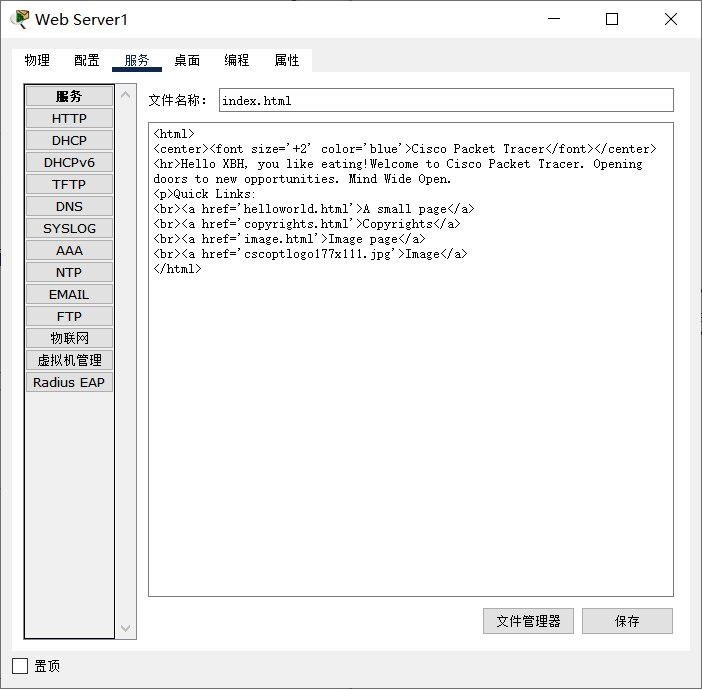 Web Server1
物理 配置 服务 桌面 编程 属性
服务
HTTP
DHCP
DHCPv6
TFTP
DNS
SYSLOG
AAA
NTP
EMAIL
FTP
物联网
虚拟机管理
Radius EAP
文件名称： index.html
<html>
<center><font size='+2' color='blue'>Cisco Packet Tracer</font></center>
<hr>Hello XBH, you like eating!Welcome to Cisco Packet Tracer. Opening
doors to new opportunities. Mind Wide Open.
<p>Quick Links:
<br><a href='helloworld.html'>A small page</a>
<br><a href='copyrights.html'>Copyrights</a>
<br><a href='image.html'>Image page</a>
<br><a href='cscoptlogo177x111.jpg'>Image</a>
</html>
文件管理器 保存
置顶